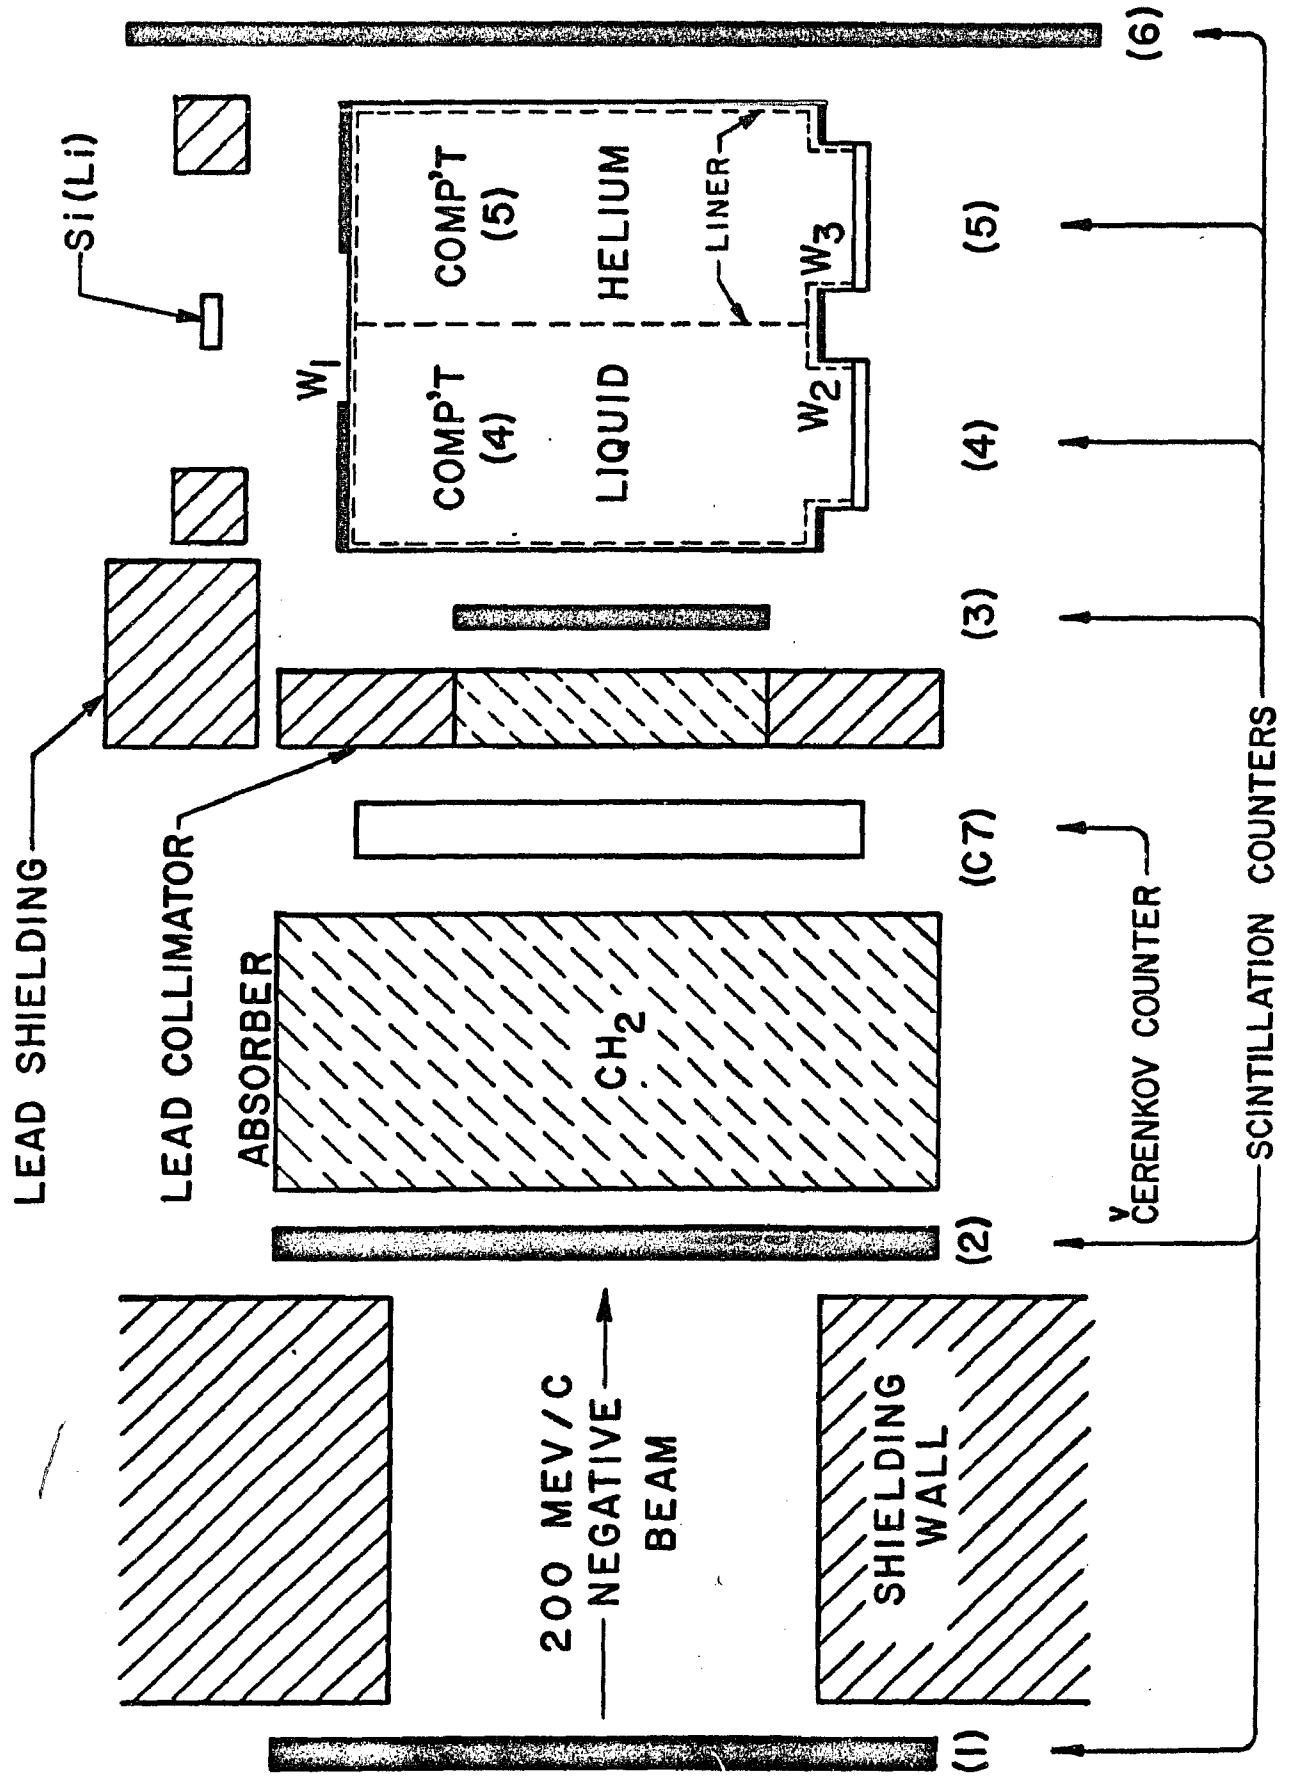 LEAD SHIELDING
LEAD COLLIMATOR
ABSORBER
Si(Li)
W1
COMP'T
(4)
COMP'T
(5)
LIQUID HELIUM
LINER
W2
W3
CH2
200 MEV/C
NEGATIVE
BEAM
SHIELDING
WALL
(1)
(2)
(C7)
(3)
(4)
(5)
(6)
ČERENKOV COUNTER
SCINTILLATION COUNTERS